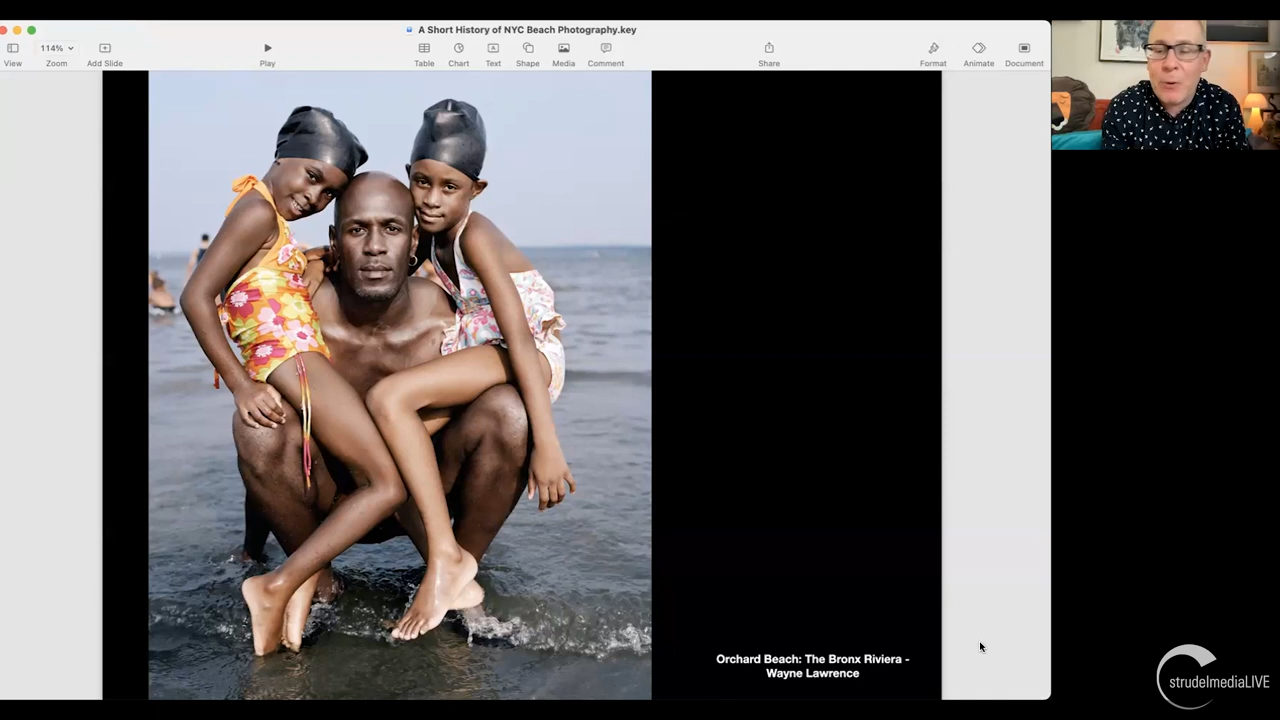 A Short History of NYC Beach Photography.key
114%
View
Zoom
Add Slide
Play
Table
Chart
Text
Shape
Media
Comment
Share
Format
Animate
Document
Orchard Beach: The Bronx Riviera -
Wayne Lawrence
strudelmediaLIVE